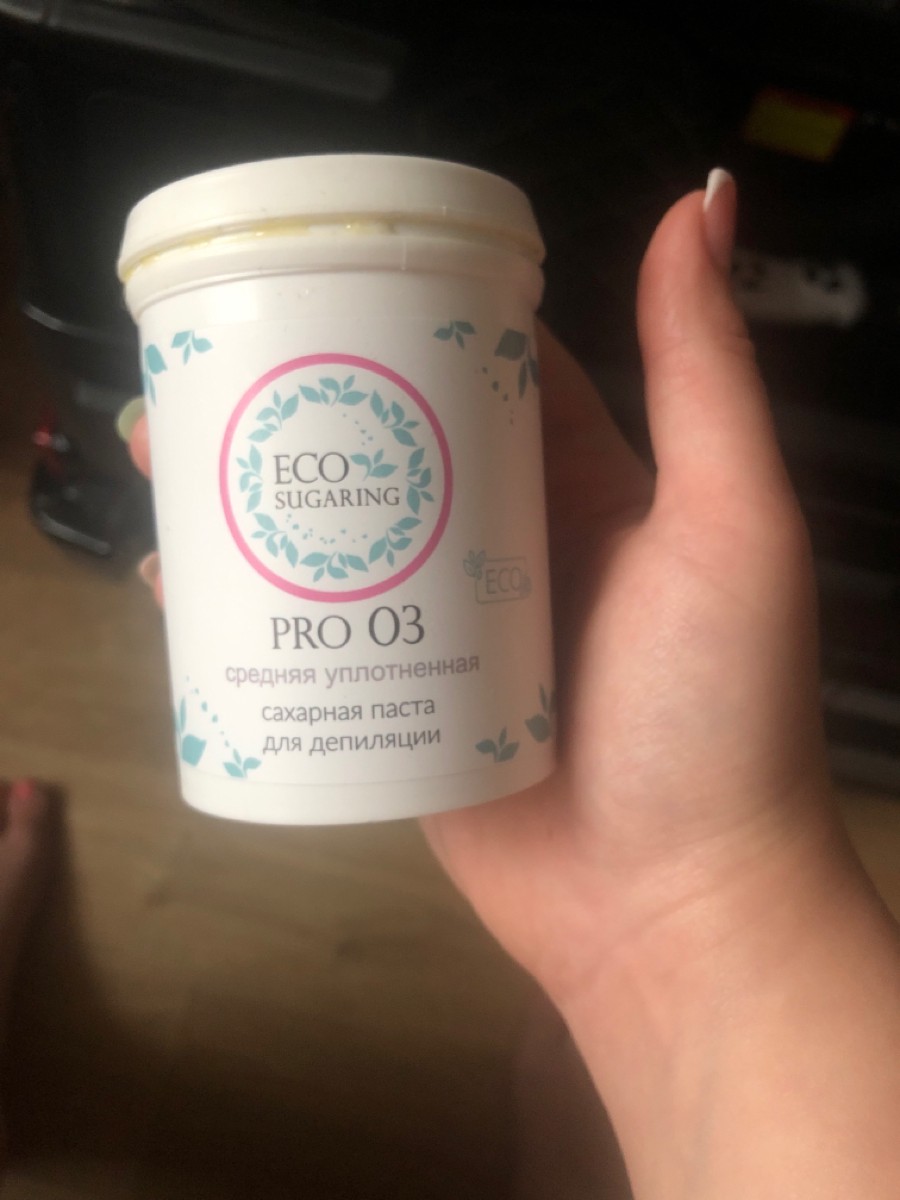 ECO
SUGARING
ECO
PRO 03
средняя уплотненная
сахарная паста
для депиляции